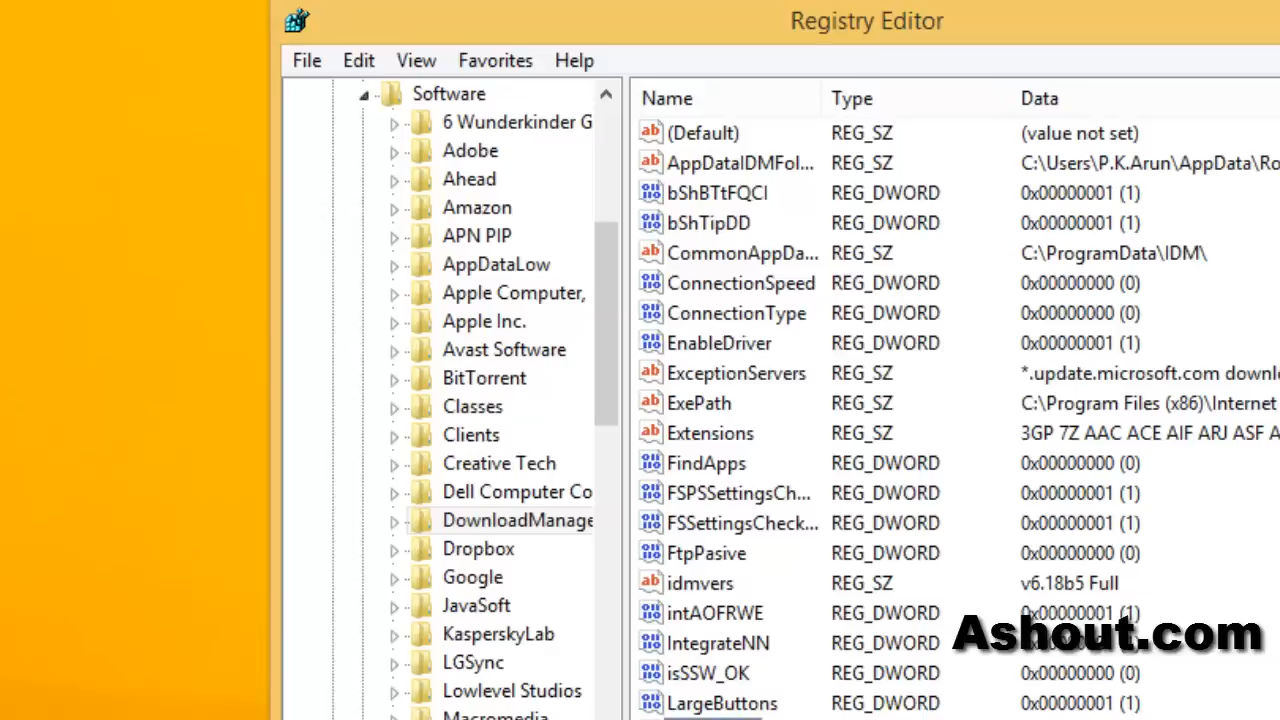 Registry Editor
File Edit View Favorites Help
Software
6 Wunderkinder G
Adobe
Ahead
Amazon
APN PIP
AppDataLow
Apple Computer,
Apple Inc.
Avast Software
BitTorrent
Classes
Clients
Creative Tech
Dell Computer Co
DownloadManage
Dropbox
Google
JavaSoft
KasperskyLab
LGSync
Lowlevel Studios
Macromedia
Name Type Data
(Default) REG_SZ (value not set)
AppDataIDMFol... REG_SZ C:\Users\P.K.Arun\AppData\Ro
bShBTtFQCI REG_DWORD 0x00000001 (1)
bShTipDD REG_DWORD 0x00000001 (1)
CommonAppDa... REG_SZ C:\ProgramData\IDM\
ConnectionSpeed REG_DWORD 0x00000000 (0)
ConnectionType REG_DWORD 0x00000000 (0)
EnableDriver REG_DWORD 0x00000001 (1)
ExceptionServers REG_SZ *.update.microsoft.com downl
ExePath REG_SZ C:\Program Files (x86)\Internet
Extensions REG_SZ 3GP 7Z AAC ACE AIF ARJ ASF A
FindApps REG_DWORD 0x00000000 (0)
FSPSSettingsCh... REG_DWORD 0x00000001 (1)
FSSettingsCheck... REG_DWORD 0x00000001 (1)
FtpPasive REG_DWORD 0x00000000 (0)
idmvers REG_SZ v6.18b5 Full
intAOFRWE REG_DWORD 0x00000001 (1)
IntegrateNN REG_DWORD
isSSW_OK REG_DWORD 0x00000000 (0)
LargeButtons REG_DWORD 0x00000001 (1)
Ashout.com